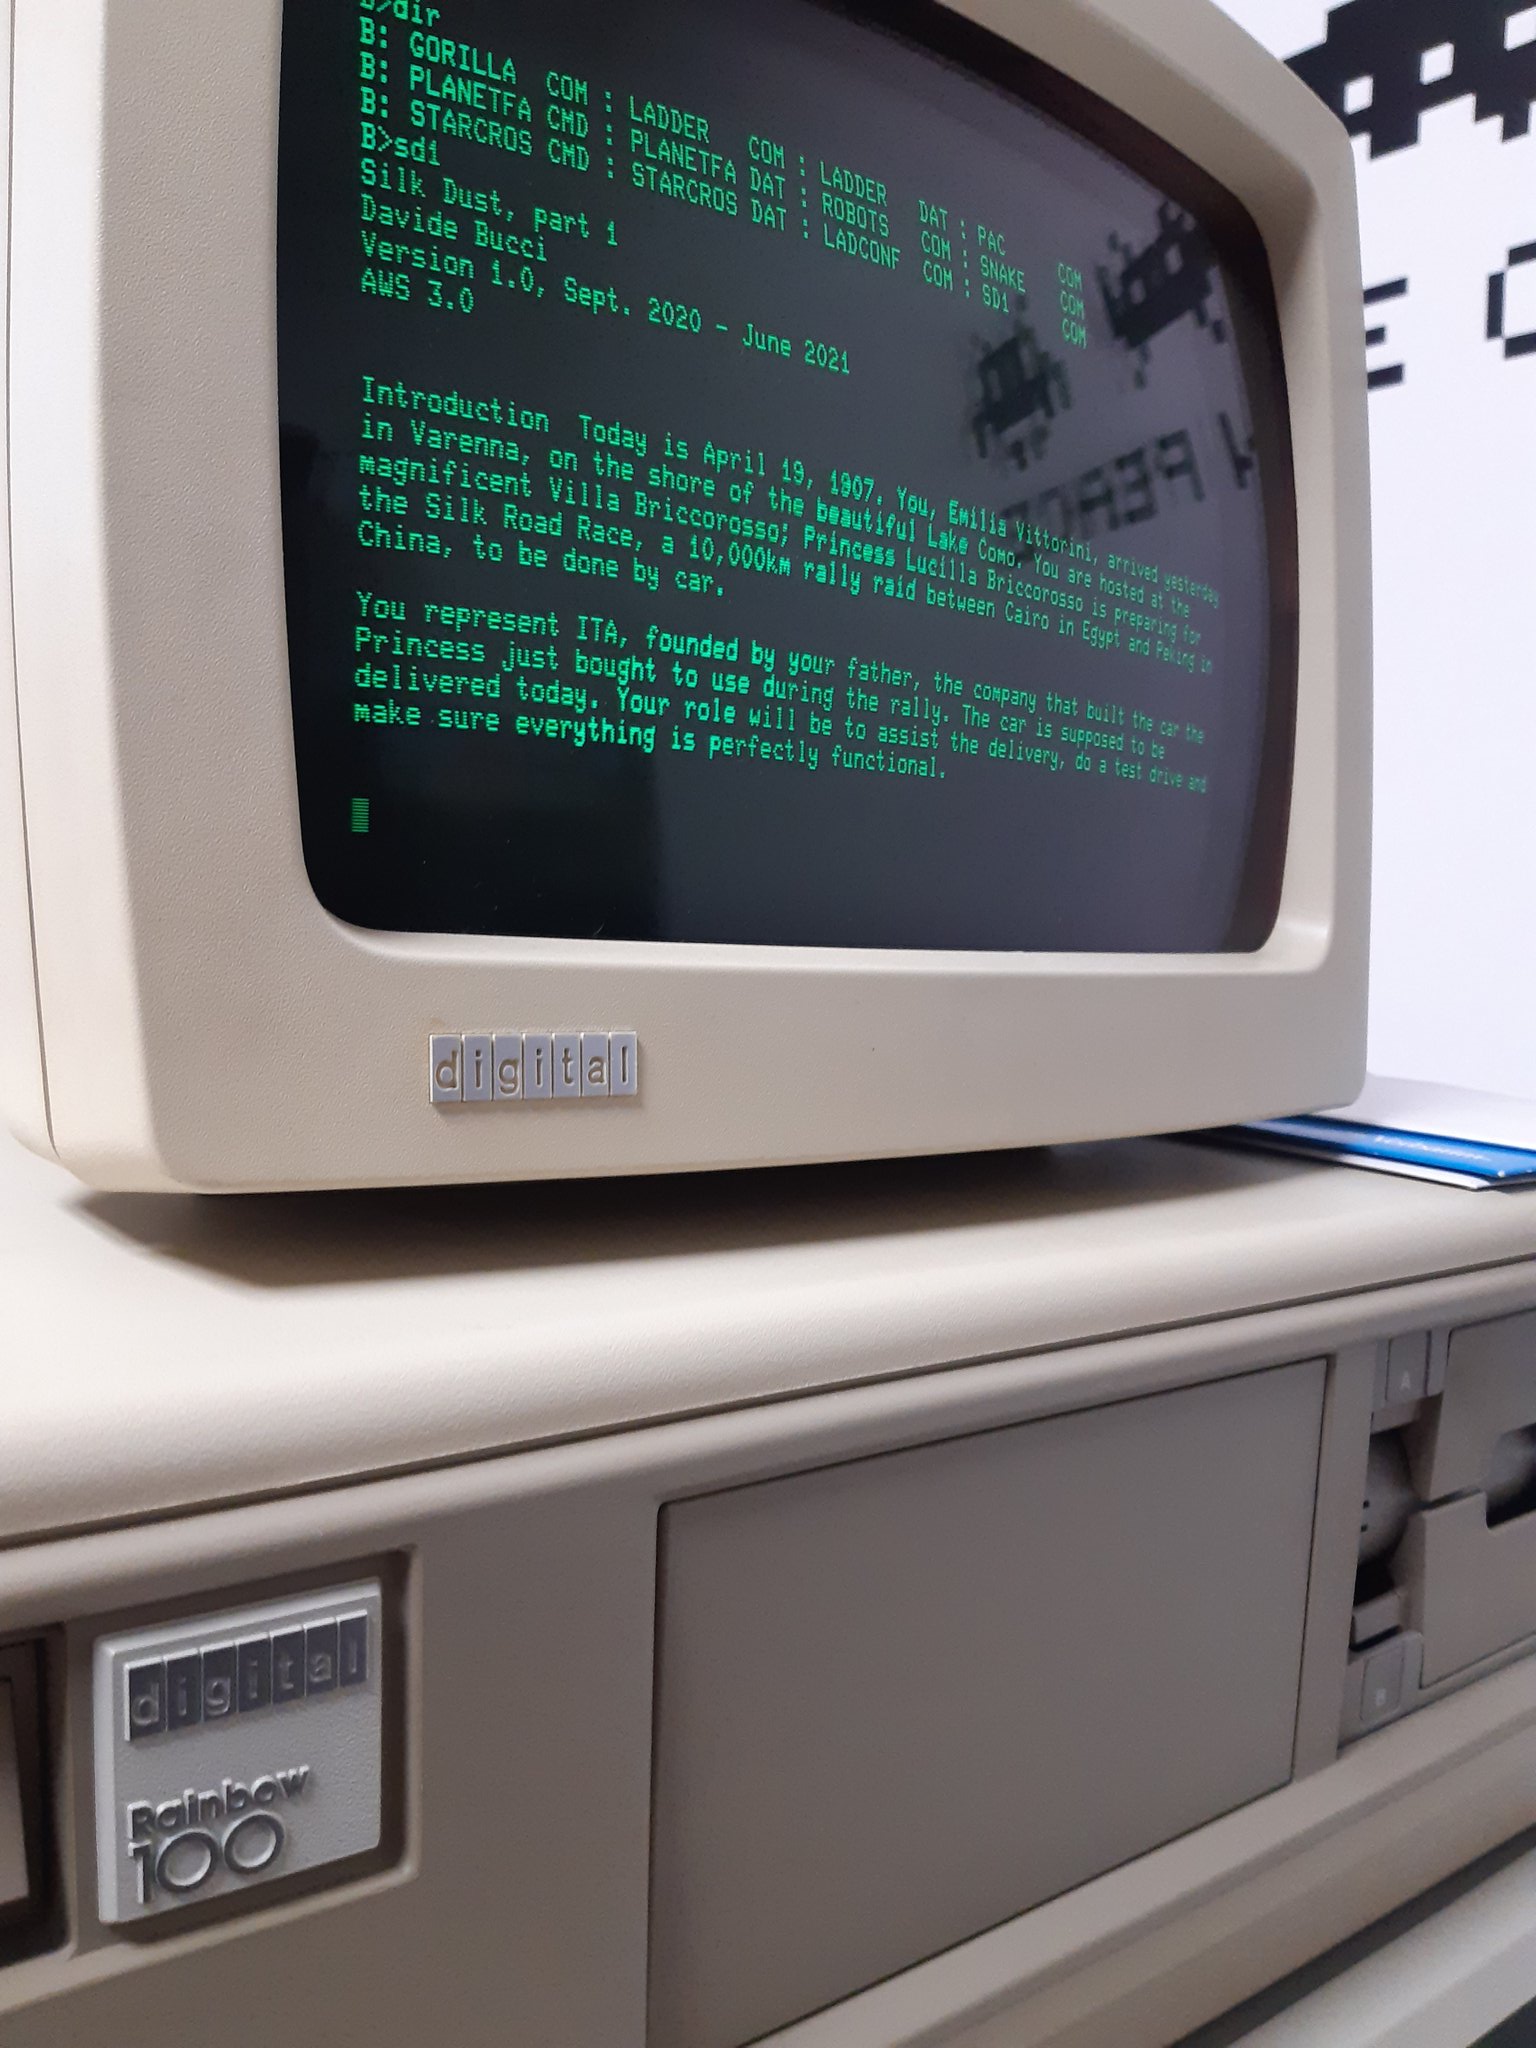 B>dir
B: GORILLA  COM : LADDER   COM : LADDER   DAT : PAC      COM
B: PLANETFA CMD : PLANETFA DAT : ROBOTS   COM : SNAKE    COM
B: STARCROS CMD : STARCROS DAT : LADCONF  COM : SD1      COM
B>sd1
Silk Dust, part 1
Davide Bucci
Version 1.0, Sept. 2020 - June 2021
AWS 3.0
Introduction  Today is April 19, 1907. You, Emilia Vittorini, arrived yesterday
in Varenna, on the shore of the beautiful Lake Como. You are hosted at the
magnificent Villa Briccorosso; Princess Lucilla Briccorosso is preparing for
the Silk Road Race, a 10,000km rally raid between Cairo in Egypt and Peking in
China, to be done by car.
You represent ITA, founded by your father, the company that built the car the
Princess just bought to use during the rally. The car is supposed to be
delivered today. Your role will be to assist the delivery, do a test drive and
make sure everything is perfectly functional.
digital
A
B
digital
Rainbow
100